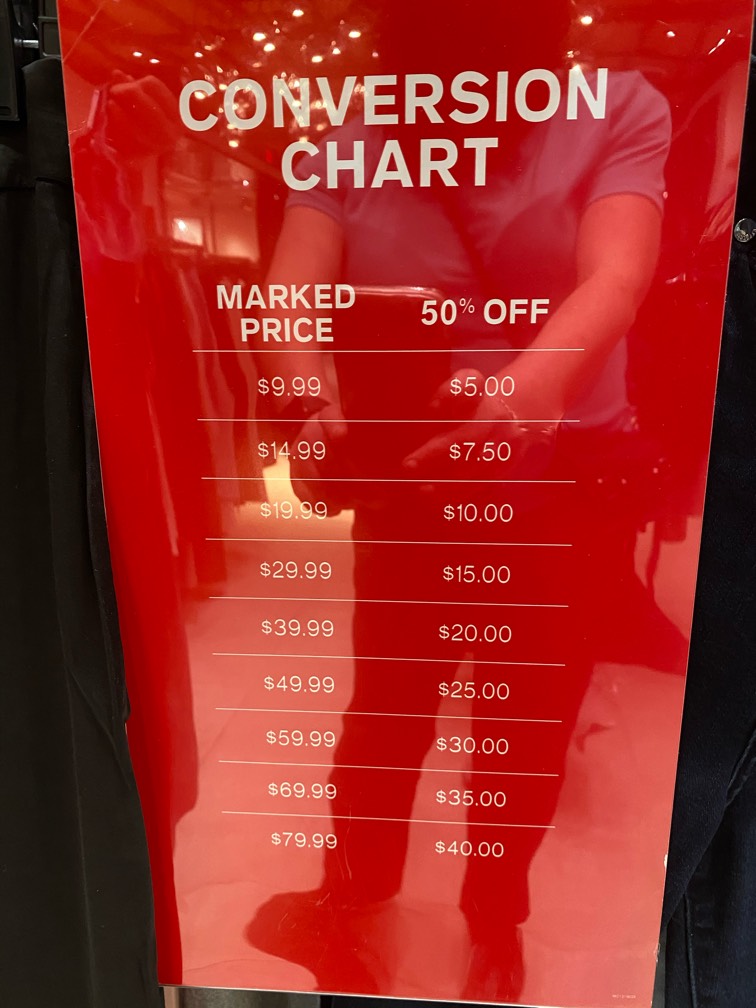 CONVERSION
CHART
MARKED
PRICE
50% OFF
$9.99 $5.00
$14.99 $7.50
$19.99 $10.00
$29.99 $15.00
$39.99 $20.00
$49.99 $25.00
$59.99 $30.00
$69.99 $35.00
$79.99 $40.00